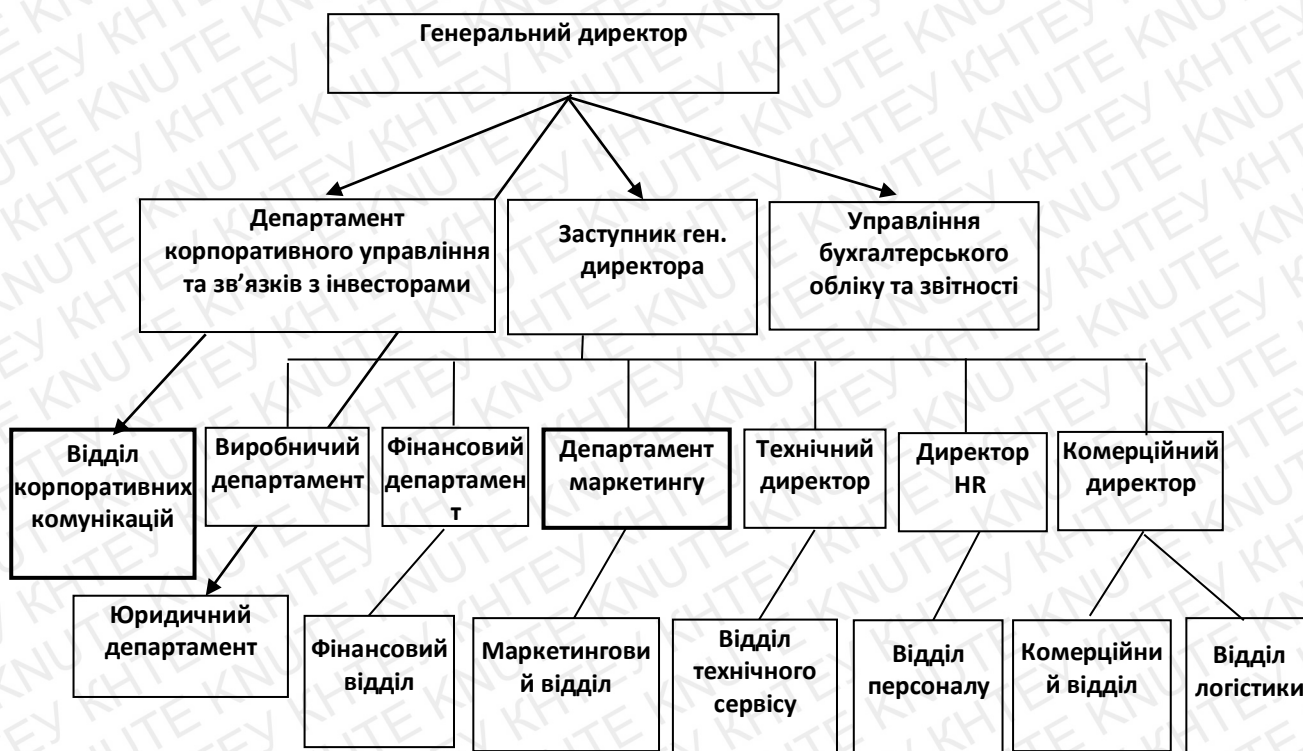 Генеральний директор
Департамент
корпоративного управління
та зв’язків з інвесторами
Заступник ген.
директора
Управління
бухгалтерського
обліку та звітності
Відділ
корпоративних
комунікацій
Виробничий
департамент
Фінансовий
департамен
т
Департамент
маркетингу
Технічний
директор
Директор
HR
Комерційний
директор
Юридичний
департамент
Фінансовий
відділ
Маркетингови
й відділ
Відділ
технічного
сервісу
Відділ
персоналу
Комерційни
й відділ
Відділ
логістики
КНТЕУ KNUTE